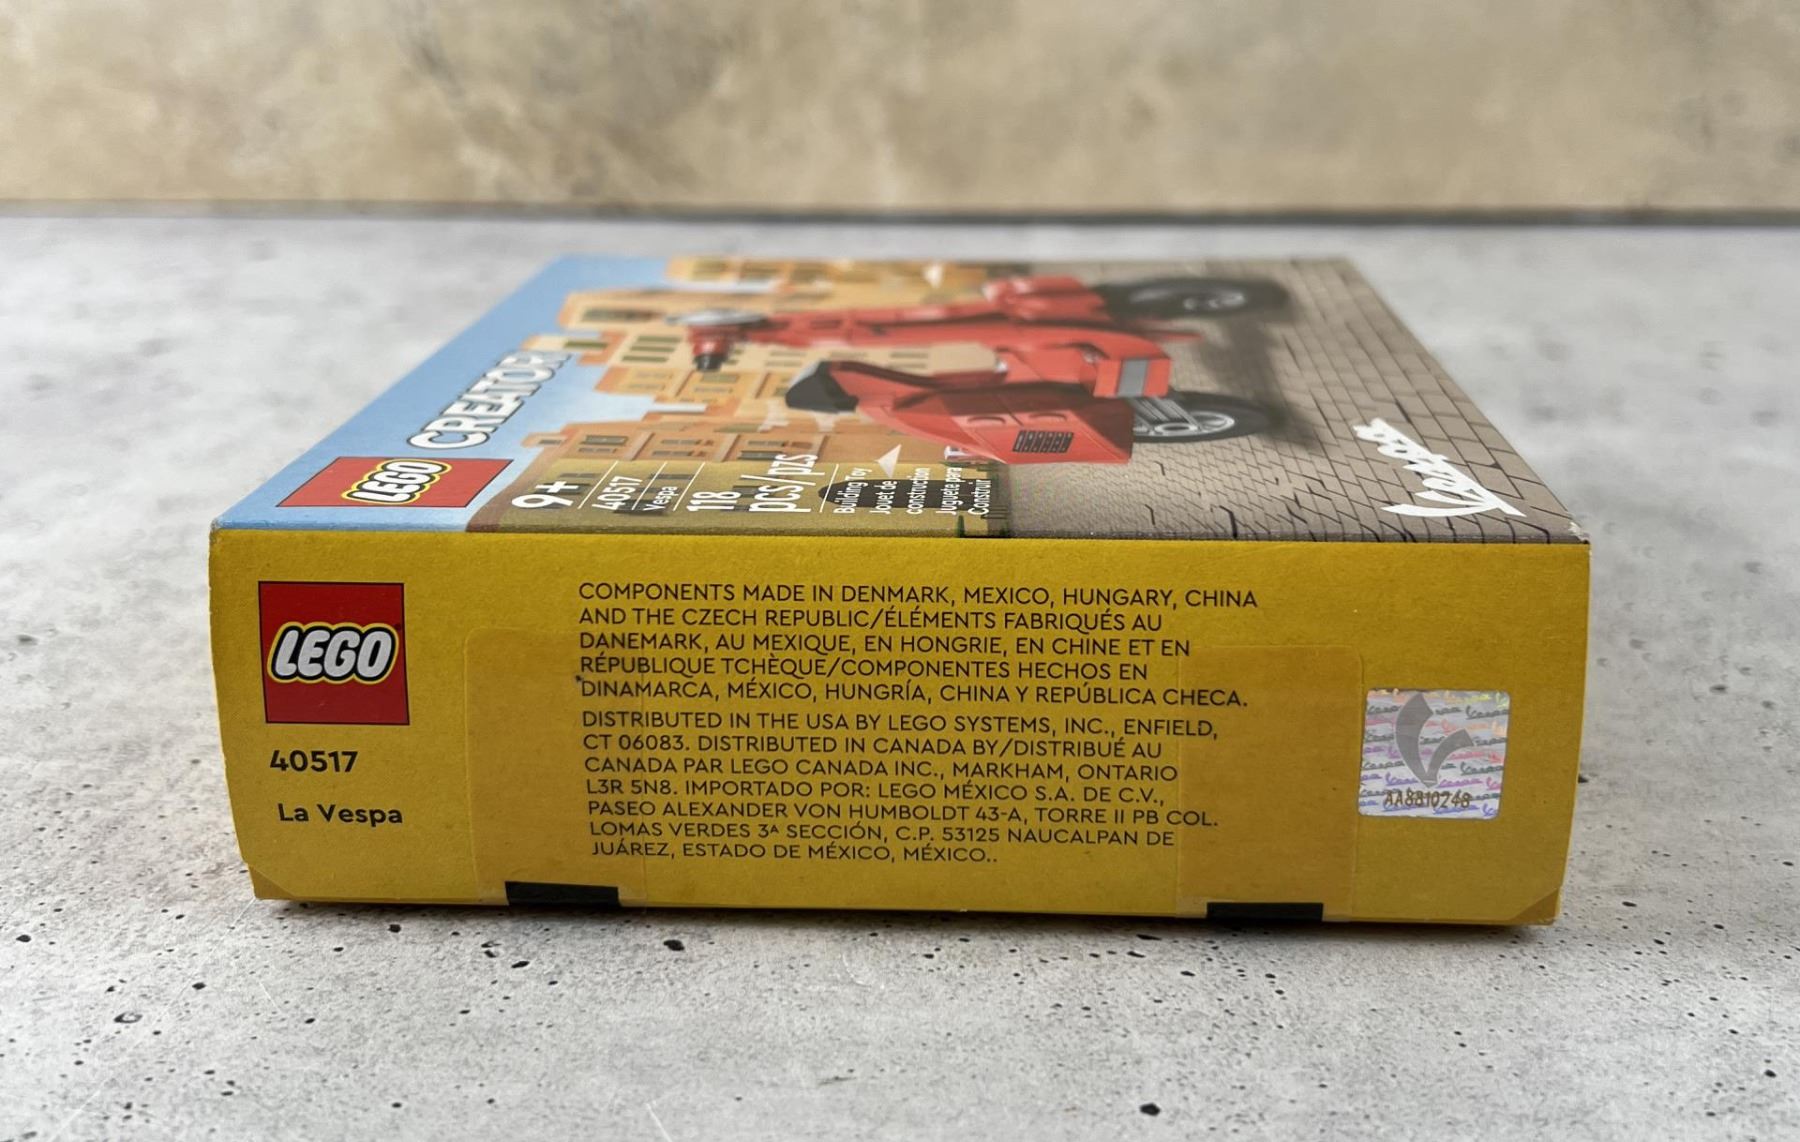 LEGO
CREATOR
9+
40517
Vespa
118
pcs/pzs
Building Toy
Jouet de
construction
Juguete para
Construir
Vespa
LEGO
40517
La Vespa
COMPONENTS MADE IN DENMARK, MEXICO, HUNGARY, CHINA
AND THE CZECH REPUBLIC/ÉLÉMENTS FABRIQUÉS AU
DANEMARK, AU MEXIQUE, EN HONGRIE, EN CHINE ET EN
RÉPUBLIQUE TCHÈQUE/COMPONENTES HECHOS EN
DINAMARCA, MÉXICO, HUNGRÍA, CHINA Y REPÚBLICA CHECA.
DISTRIBUTED IN THE USA BY LEGO SYSTEMS, INC., ENFIELD,
CT 06083. DISTRIBUTED IN CANADA BY/DISTRIBUÉ AU
CANADA PAR LEGO CANADA INC., MARKHAM, ONTARIO
L3R 5N8. IMPORTADO POR: LEGO MÉXICO S.A. DE C.V.,
PASEO ALEXANDER VON HUMBOLDT 43-A, TORRE II PB COL.
LOMAS VERDES 3ª SECCIÓN, C.P. 53125 NAUCALPAN DE
JUÁREZ, ESTADO DE MÉXICO, MÉXICO..
AA8810248